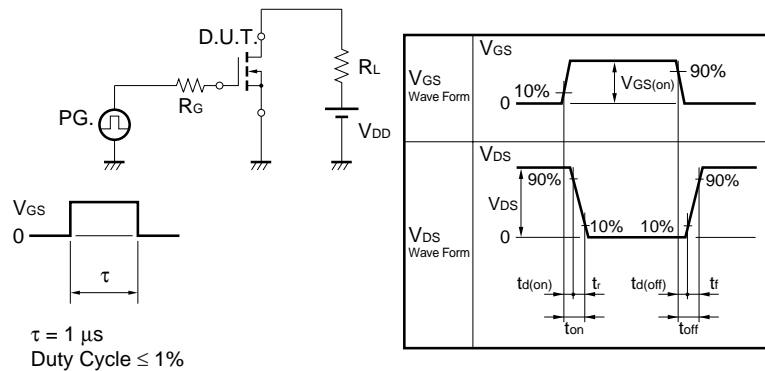 D.U.T.
RL
RG
PG.
VDD
VGS
0
τ
τ = 1 μs
Duty Cycle ≤ 1%
VGS
Wave Form
VGS
10%
0
VGS(on)
90%
VDS
Wave Form
VDS
90%
VDS
0
10%
10%
90%
td(on)
tr
td(off)
tf
ton
toff